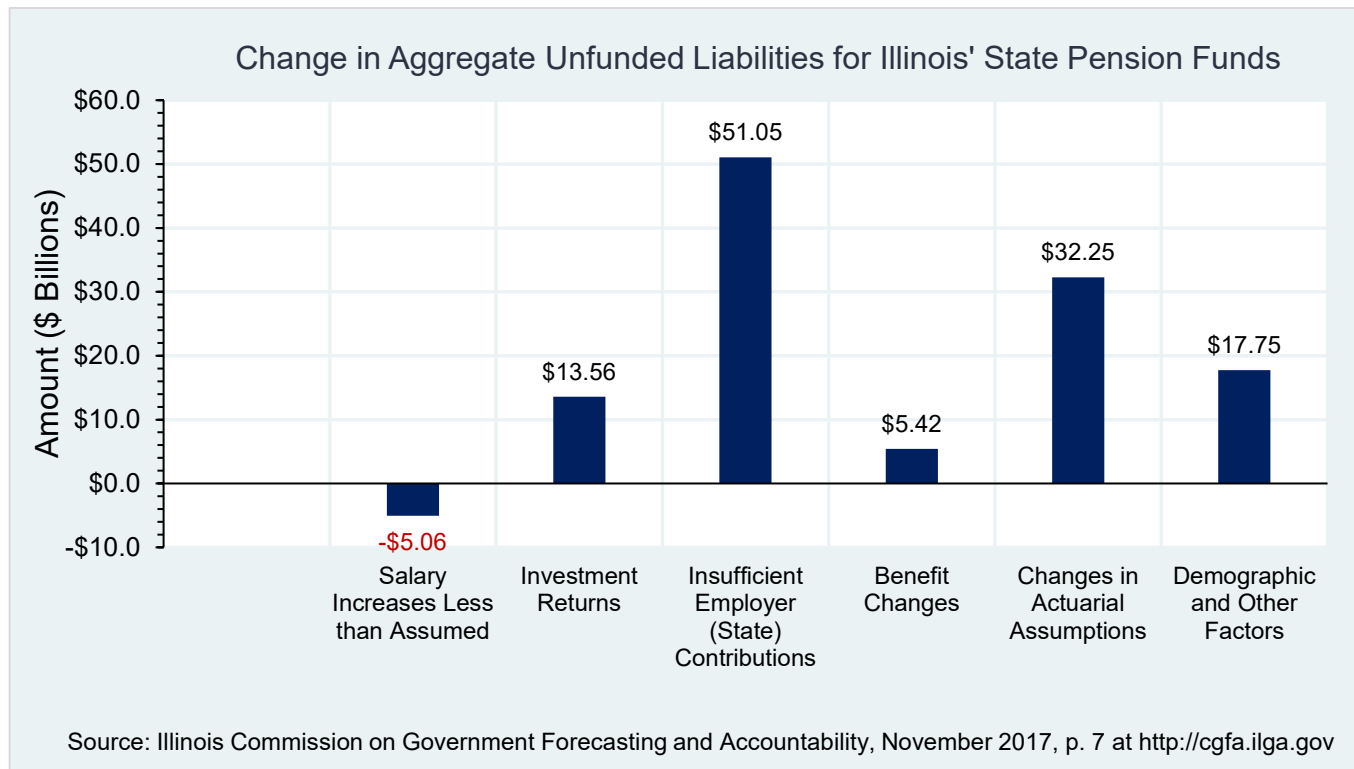 Change in Aggregate Unfunded Liabilities for Illinois' State Pension Funds
Amount ($ Billions)
$60.0
$50.0
$40.0
$30.0
$20.0
$10.0
$0.0
-$10.0
-$5.06
$13.56
$51.05
$5.42
$32.25
$17.75
Salary
Increases Less
than Assumed
Investment
Returns
Insufficient
Employer
(State)
Contributions
Benefit
Changes
Changes in
Actuarial
Assumptions
Demographic
and Other
Factors
Source: Illinois Commission on Government Forecasting and Accountability, November 2017, p. 7 at http://cgfa.ilga.gov